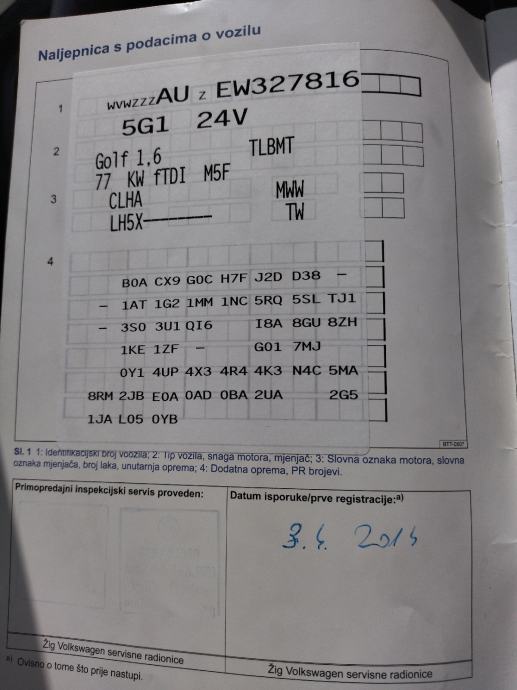 Naljepnica s podacima o vozilu
1 WVWZZZAU Z EW327816
5G1 24V
2 Golf 1.6 TLBMT
77 KW fTDI M5F
3 CLHA MWW
LH5X———— TW
4
B0A CX9 G0C H7F J2D D38 –
– 1AT 1G2 1MM 1NC 5RQ 5SL TJ1
– 3S0 3U1 QI6 I8A 8GU 8ZH
1KE 1ZF – G01 7MJ
0Y1 4UP 4X3 4R4 4K3 N4C 5MA
8RM 2JB E0A 0AD 0BA 2UA 2G5
1JA L05 0YB
Sl. 1 1: Identifikacijski broj vozila; 2: Tip vozila, snaga motora, mjenjač; 3: Slovna oznaka motora, slovna
oznaka mjenjača, broj laka, unutarnja oprema; 4: Dodatna oprema, PR brojevi.
Primopredajni inspekcijski servis proveden:
Datum isporuke/prve registracije:a)
3. 4. 2014
Žig Volkswagen servisne radionice
Žig Volkswagen servisne radionice
a) Ovisno o tome što prije nastupi.